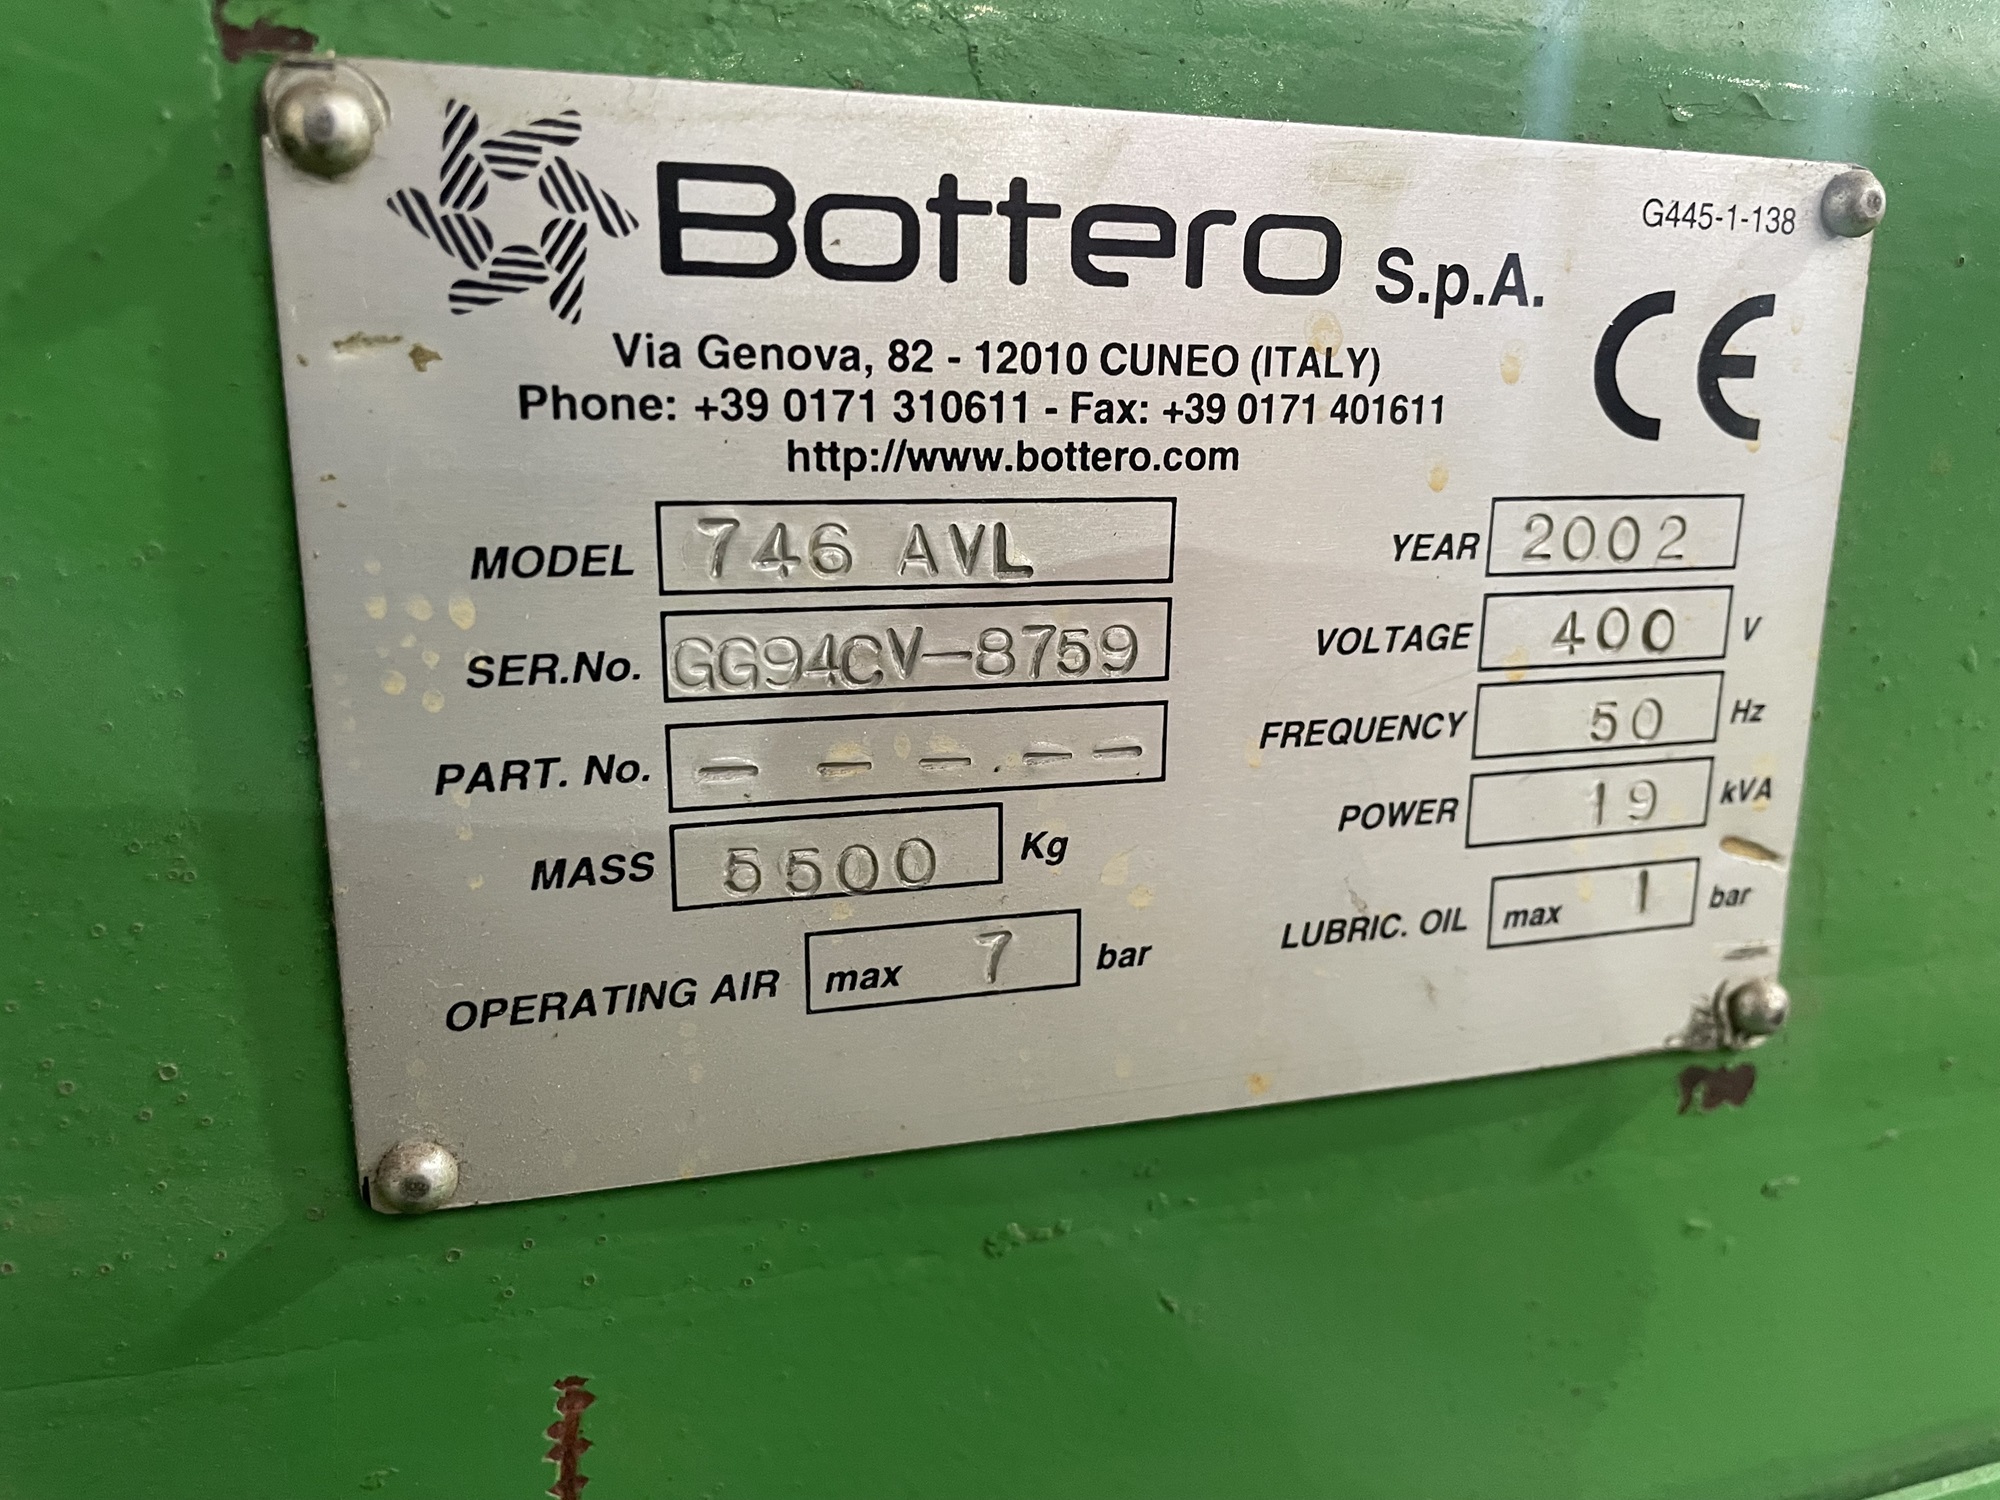 Bottero S.p.A.
G445-1-138
CE
Via Genova, 82 - 12010 CUNEO (ITALY)
Phone: +39 0171 310611 - Fax: +39 0171 401611
http://www.bottero.com
MODEL 746 AVL
YEAR 2002
SER.No. GG94CV-8759
VOLTAGE 400 V
PART. No. - - - . - -
FREQUENCY 50 Hz
MASS 5500 Kg
POWER 19 kVA
OPERATING AIR max 7 bar
LUBRIC. OIL max 1 bar